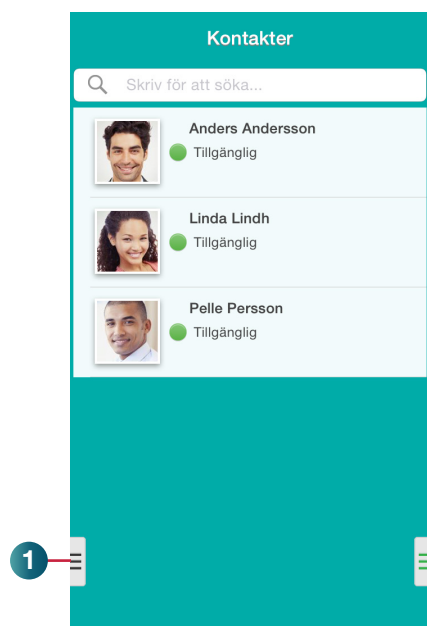 Kontakter
Skriv för att söka...
Anders Andersson
Tillgänglig
Linda Lindh
Tillgänglig
Pelle Persson
Tillgänglig
1